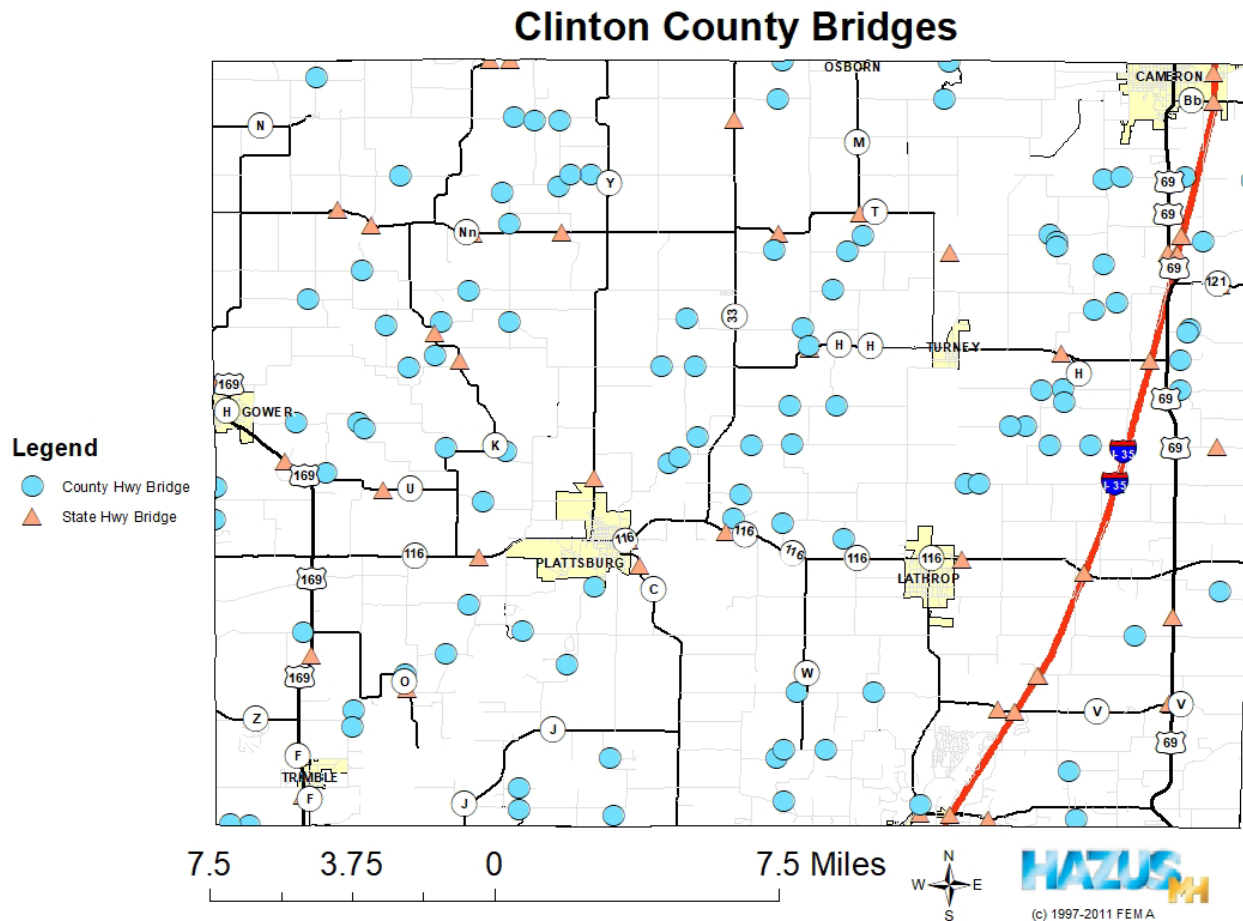 Clinton County Bridges
OSBORN
CAMERON
Bb
N
M
Y
69
T
69
Nn
69
121
33
H H
TURNEY
H
169
69
H GOWER
K
69
I-35
Legend
County Hwy Bridge
State Hwy Bridge
169
U
I-35
116
116
116
116
116
116
PLATTSBURG
LATHROP
169
C
W
169
O
Z
V
V
J
69
F
TRIMBLE
F
J
7.5 3.75 0 7.5 Miles
N
W E
S
HAZUS
MH
(c) 1997-2011 FEMA